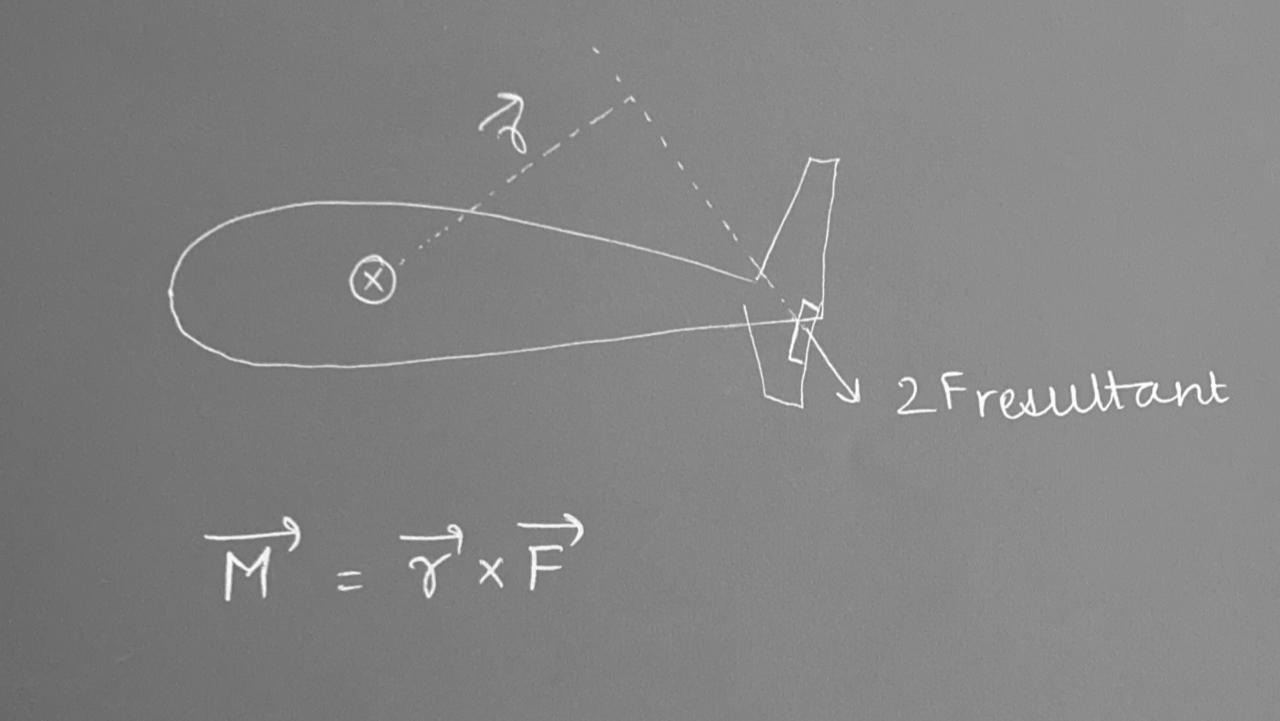 r⃗
X
2Fresultant
M⃗ = r⃗ × F⃗